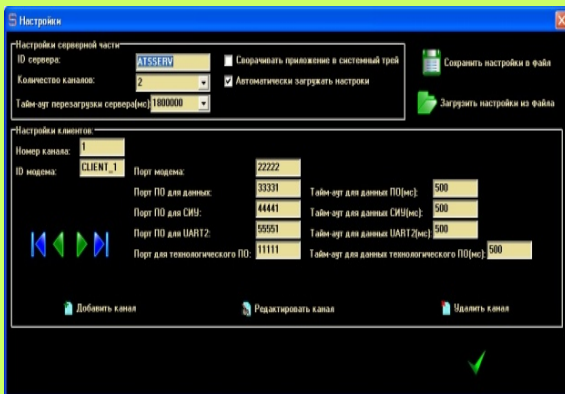 Настройки
Настройки серверной части
ID сервера: ATSSERV
Сворачивать приложение в системный трей
Сохранить настройки в файл
Количество каналов: 2
Автоматически загружать настроки
Тайм-аут перезагрузки сервера(мс): 1800000
Загрузить настройки из файла
Настройки клиентов:
Номер канала: 1
ID модема: CLIENT_1
Порт модема: 22222
Порт ПО для данных: 33331
Тайм-аут для данных ПО(мс): 500
Порт ПО для СИУ: 44441
Тайм-аут для данных СИУ(мс): 500
Порт ПО для UART2: 55551
Тайм-аут для данных UART2(мс): 500
Порт для технологического ПО: 11111
Тайм-аут для данных технологического ПО(мс): 500
Добавить канал
Редактировать канал
Удалить канал